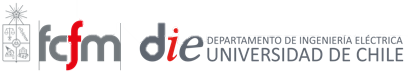 fcfm
die
DEPARTAMENTO DE INGENIERÍA ELÉCTRICA
UNIVERSIDAD DE CHILE